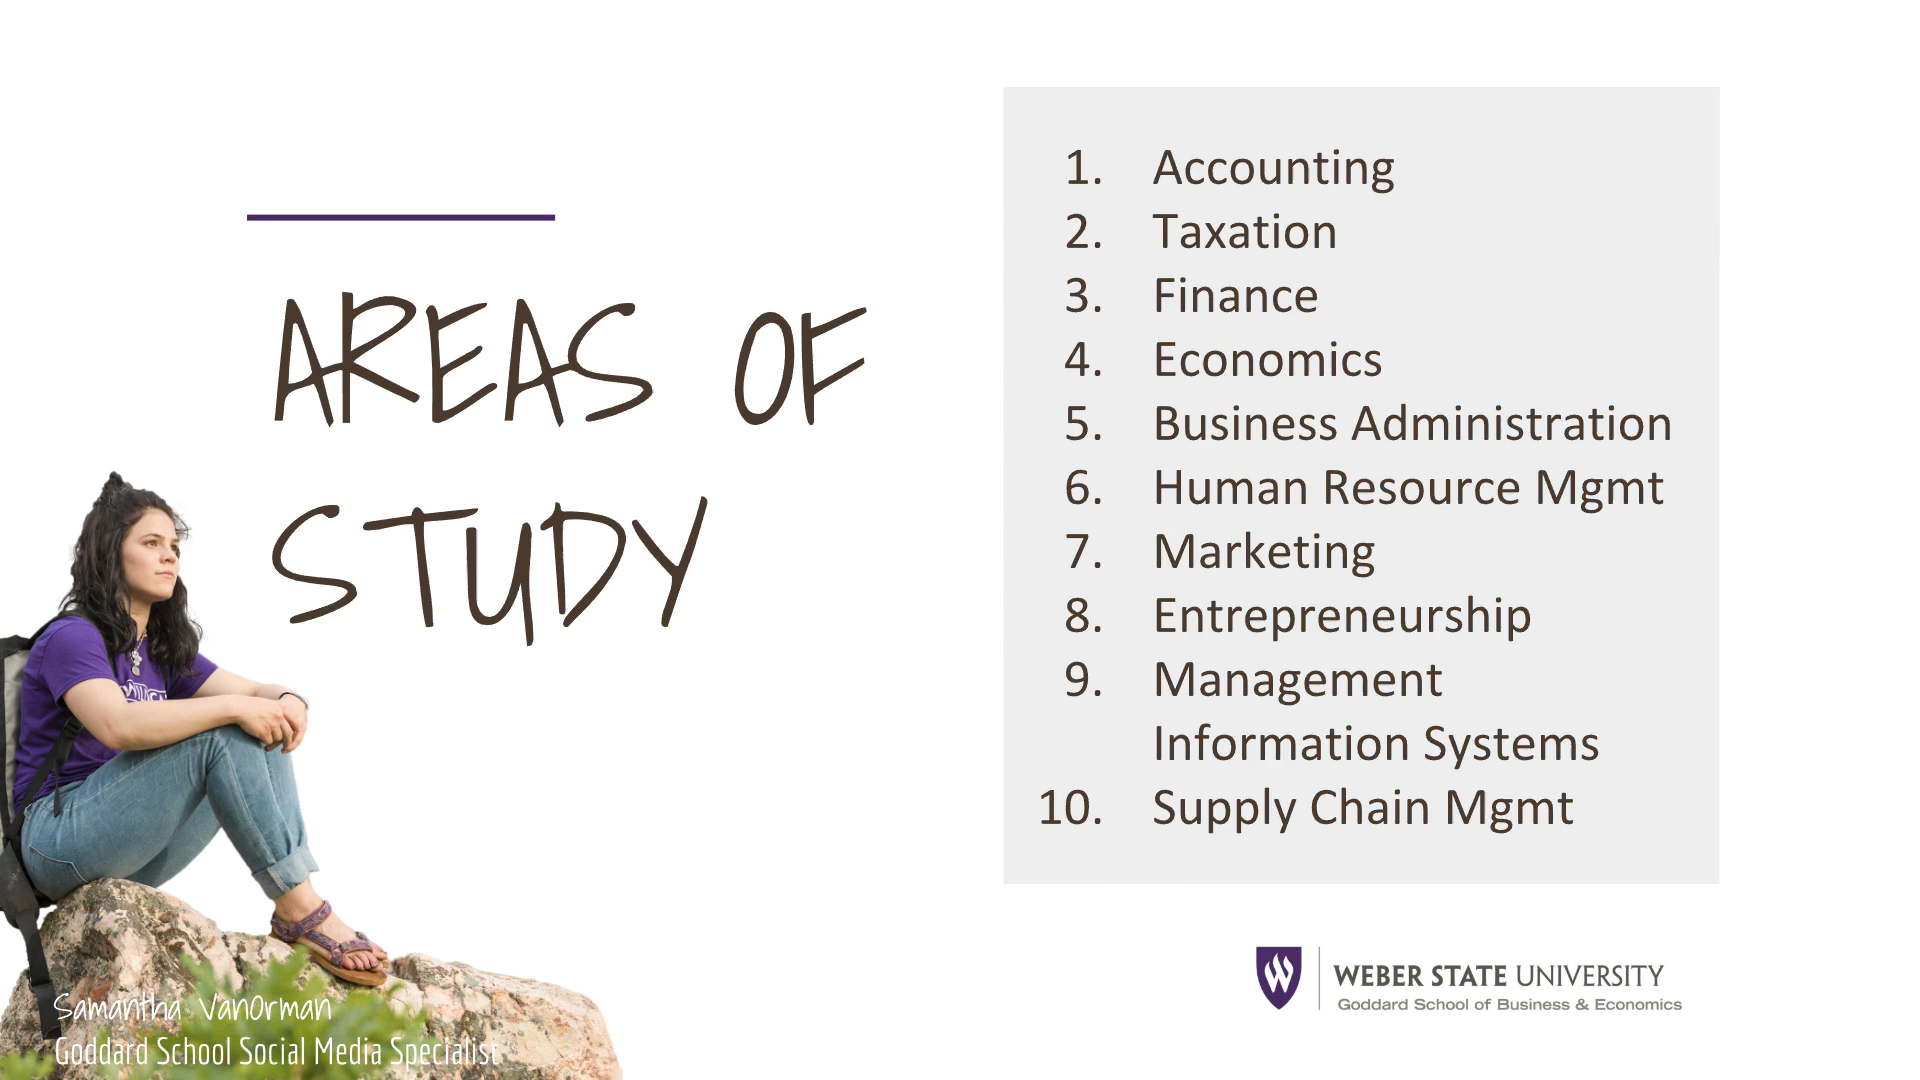 AREAS OF
STUDY
1. Accounting
2. Taxation
3. Finance
4. Economics
5. Business Administration
6. Human Resource Mgmt
7. Marketing
8. Entrepreneurship
9. Management
Information Systems
10. Supply Chain Mgmt
Samantha VanOrman
Goddard School Social Media Specialist
WEBER STATE UNIVERSITY
Goddard School of Business & Economics